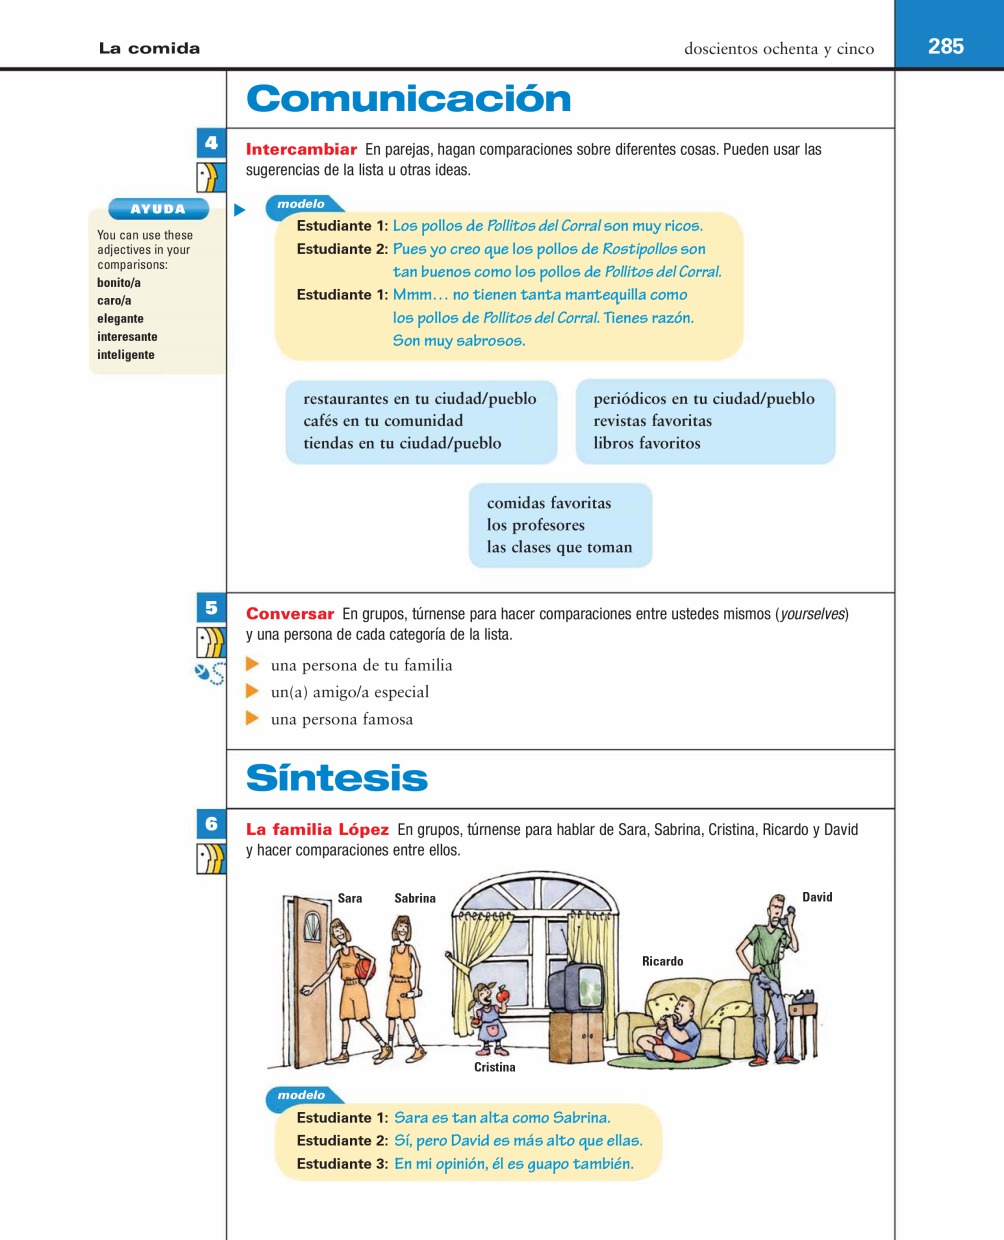 La comida
doscientos ochenta y cinco
285
Comunicación
4
Intercambiar En parejas, hagan comparaciones sobre diferentes cosas. Pueden usar las
sugerencias de la lista u otras ideas.
AYUDA
You can use these
adjectives in your
comparisons:
bonito/a
caro/a
elegante
interesante
inteligente
modelo
Estudiante 1: Los pollos de Pollitos del Corral son muy ricos.
Estudiante 2: Pues yo creo que los pollos de Rostipollos son
tan buenos como los pollos de Pollitos del Corral.
Estudiante 1: Mmm... no tienen tanta mantequilla como
los pollos de Pollitos del Corral. Tienes razón.
Son muy sabrosos.
restaurantes en tu ciudad/pueblo
cafés en tu comunidad
tiendas en tu ciudad/pueblo
periódicos en tu ciudad/pueblo
revistas favoritas
libros favoritos
comidas favoritas
los profesores
las clases que toman
5
Conversar En grupos, túrnense para hacer comparaciones entre ustedes mismos (yourselves)
y una persona de cada categoría de la lista.
una persona de tu familia
un(a) amigo/a especial
una persona famosa
Síntesis
6
La familia López En grupos, túrnense para hablar de Sara, Sabrina, Cristina, Ricardo y David
y hacer comparaciones entre ellos.
Sara
Sabrina
David
Ricardo
Cristina
modelo
Estudiante 1: Sara es tan alta como Sabrina.
Estudiante 2: Sí, pero David es más alto que ellas.
Estudiante 3: En mi opinión, él es guapo también.